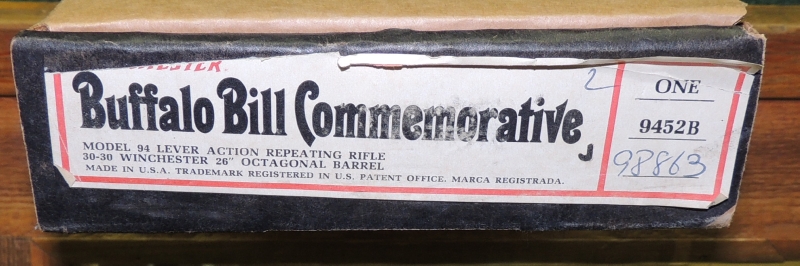 Buffalo Bill Commemorative
MODEL 94 LEVER ACTION REPEATING RIFLE
30-30 WINCHESTER 26" OCTAGONAL BARREL
MADE IN U.S.A. TRADEMARK REGISTERED IN U.S. PATENT OFFICE. MARCA REGISTRADA.
2
ONE
9452B
98863